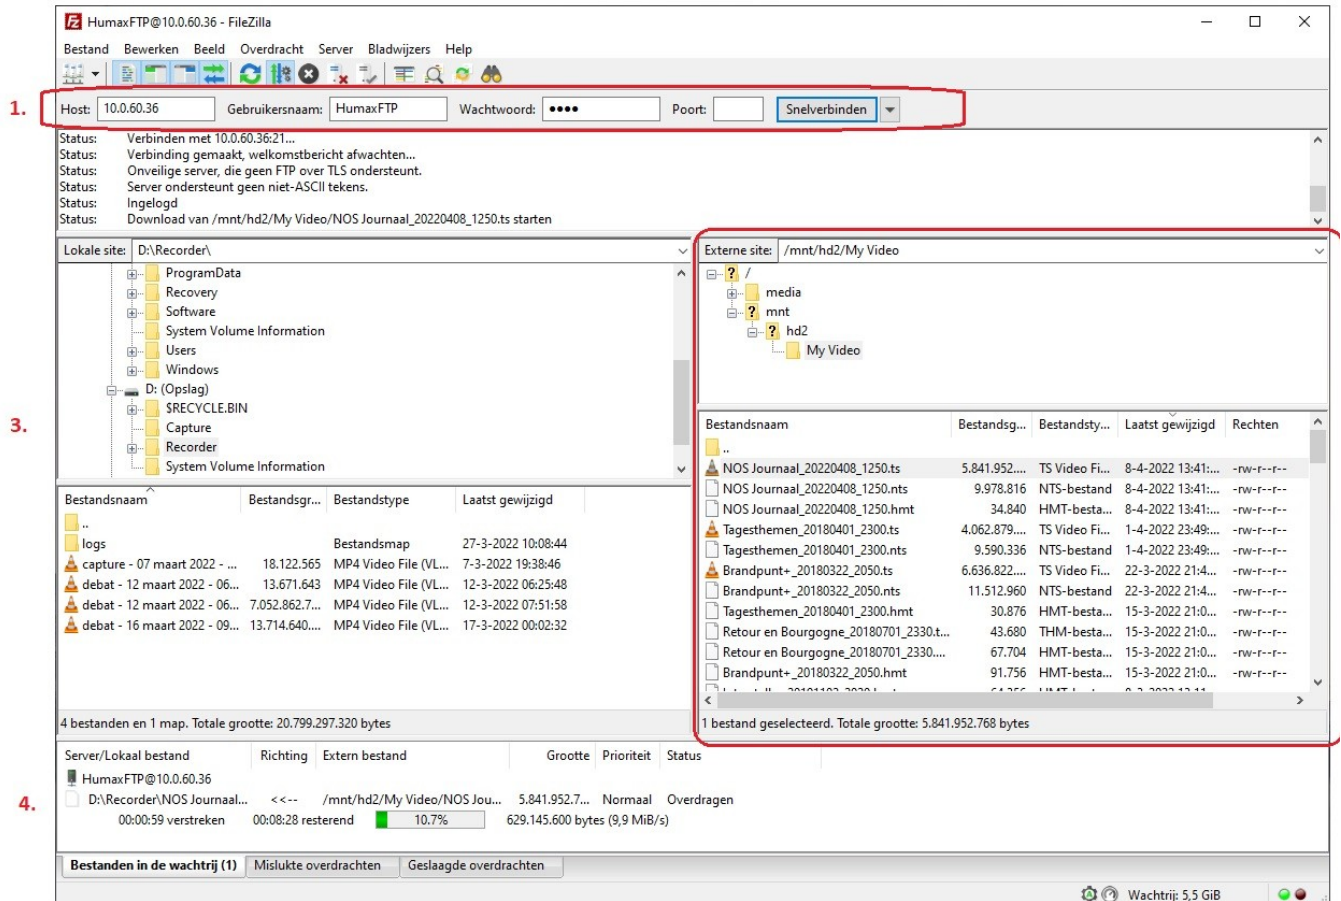 HumaxFTP@10.0.60.36 - FileZilla
Bestand Bewerken Beeld Overdracht Server Bladwijzers Help
1.
Host: 10.0.60.36 Gebruikersnaam: HumaxFTP Wachtwoord: •••• Poort: Snelverbinden
Status: Verbinden met 10.0.60.36:21...
Status: Verbinding gemaakt, welkomstbericht afwachten...
Status: Onveilige server, die geen FTP over TLS ondersteunt.
Status: Server ondersteunt geen niet-ASCII tekens.
Status: Ingelogd
Status: Download van /mnt/hd2/My Video/NOS Journaal_20220408_1250.ts starten
3.
Lokale site: D:\Recorder\
ProgramData
Recovery
Software
System Volume Information
Users
Windows
D: (Opslag)
$RECYCLE.BIN
Capture
Recorder
System Volume Information
Bestandsnaam Bestandsgr... Bestandstype Laatst gewijzigd
..
logs Bestandsmap 27-3-2022 10:08:44
capture - 07 maart 2022 - ... 18.122.565 MP4 Video File (VL... 7-3-2022 19:38:46
debat - 12 maart 2022 - 06... 13.671.643 MP4 Video File (VL... 12-3-2022 06:25:48
debat - 12 maart 2022 - 06... 7.052.862.7... MP4 Video File (VL... 12-3-2022 07:51:58
debat - 16 maart 2022 - 09... 13.714.640.... MP4 Video File (VL... 17-3-2022 00:02:32
4 bestanden en 1 map. Totale grootte: 20.799.297.320 bytes
Externe site: /mnt/hd2/My Video
/
media
mnt
hd2
My Video
Bestandsnaam Bestandsg... Bestandsty... Laatst gewijzigd Rechten
..
NOS Journaal_20220408_1250.ts 5.841.952.... TS Video Fi... 8-4-2022 13:41:... -rw-r--r--
NOS Journaal_20220408_1250.nts 9.978.816 NTS-bestand 8-4-2022 13:41:... -rw-r--r--
NOS Journaal_20220408_1250.hmt 34.840 HMT-besta... 8-4-2022 13:41:... -rw-r--r--
Tagesthemen_20180401_2300.ts 4.062.879.... TS Video Fi... 1-4-2022 23:49:... -rw-r--r--
Tagesthemen_20180401_2300.nts 9.590.336 NTS-bestand 1-4-2022 23:49:... -rw-r--r--
Brandpunt+_20180322_2050.ts 6.636.822.... TS Video Fi... 22-3-2022 21:4... -rw-r--r--
Brandpunt+_20180322_2050.nts 11.512.960 NTS-bestand 22-3-2022 21:4... -rw-r--r--
Tagesthemen_20180401_2300.hmt 30.876 HMT-besta... 15-3-2022 21:0... -rw-r--r--
Retour en Bourgogne_20180701_2330.t... 43.680 THM-besta... 15-3-2022 21:0... -rw-r--r--
Retour en Bourgogne_20180701_2330.... 67.704 HMT-besta... 15-3-2022 21:0... -rw-r--r--
Brandpunt+_20180322_2050.hmt 91.756 HMT-besta... 15-3-2022 21:0... -rw-r--r--
1 bestand geselecteerd. Totale grootte: 5.841.952.768 bytes
Server/Lokaal bestand Richting Extern bestand Grootte Prioriteit Status
HumaxFTP@10.0.60.36
4.
D:\Recorder\NOS Journaal... <<-- /mnt/hd2/My Video/NOS Jou... 5.841.952.7... Normaal Overdragen
00:00:59 verstreken 00:08:28 resterend 10.7% 629.145.600 bytes (9,9 MiB/s)
Bestanden in de wachtrij (1) Mislukte overdrachten Geslaagde overdrachten
Wachtrij: 5,5 GiB